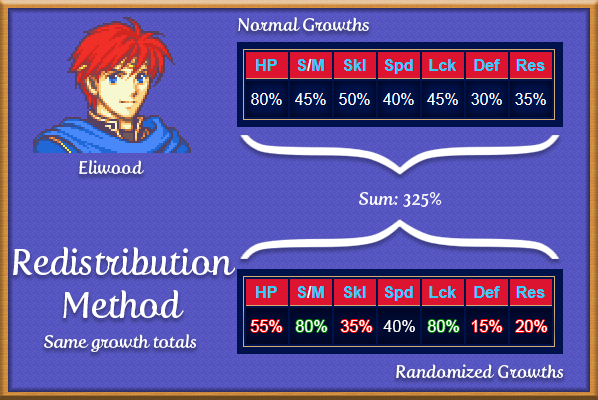 Normal Growths
HP S/M Skl Spd Lck Def Res
80% 45% 50% 40% 45% 30% 35%
Eliwood
Sum: 325%
Redistribution
Method
Same growth totals
HP S/M Skl Spd Lck Def Res
55% 80% 35% 40% 80% 15% 20%
Randomized Growths